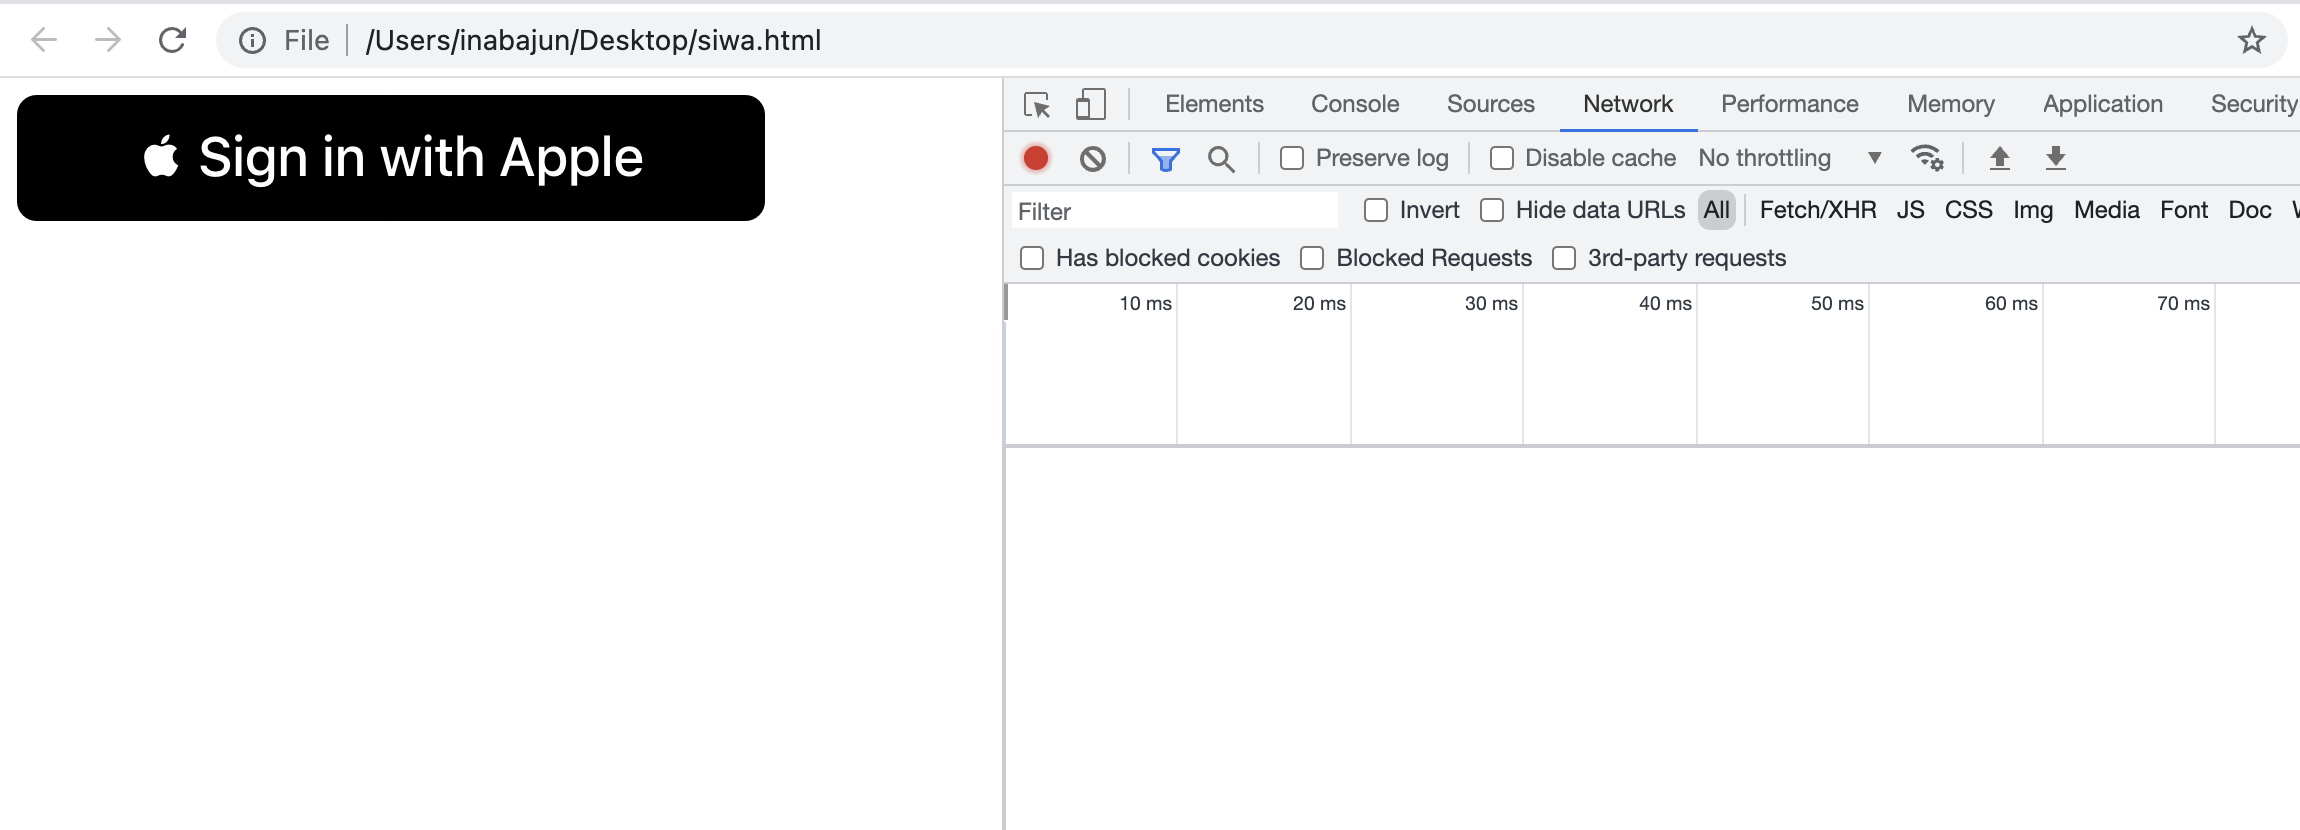 File /Users/inabajun/Desktop/siwa.html
Sign in with Apple
Elements Console Sources Network Performance Memory Application Security
Preserve log Disable cache No throttling
Filter Invert Hide data URLs All Fetch/XHR JS CSS Img Media Font Doc
Has blocked cookies Blocked Requests 3rd-party requests
10 ms 20 ms 30 ms 40 ms 50 ms 60 ms 70 ms